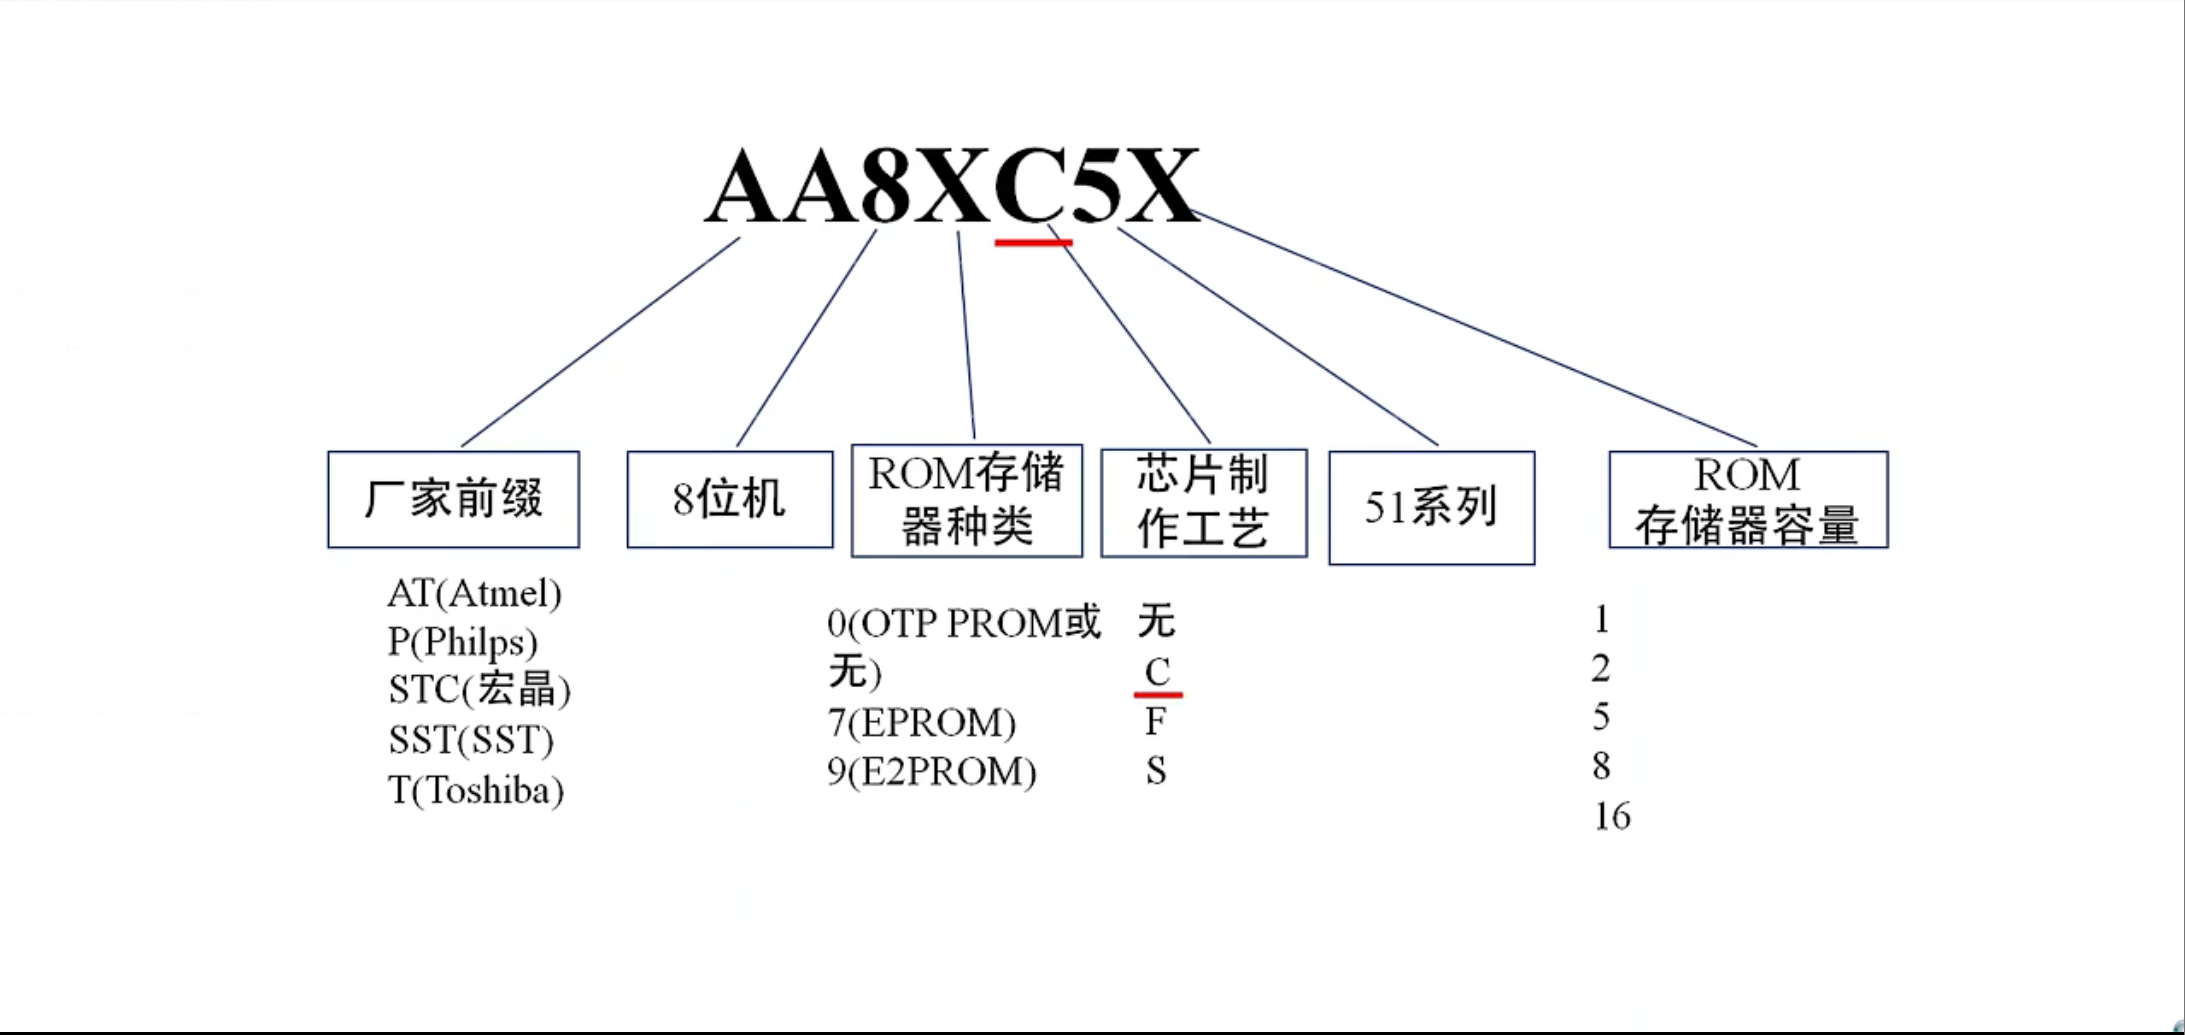 AA8XC5X
厂家前缀
8位机
ROM存储
器种类
芯片制
作工艺
51系列
ROM
存储器容量
AT(Atmel)
P(Philps)
STC(宏晶)
SST(SST)
T(Toshiba)
0(OTP PROM或
无)
7(EPROM)
9(E2PROM)
无
C
F
S
1
2
5
8
16